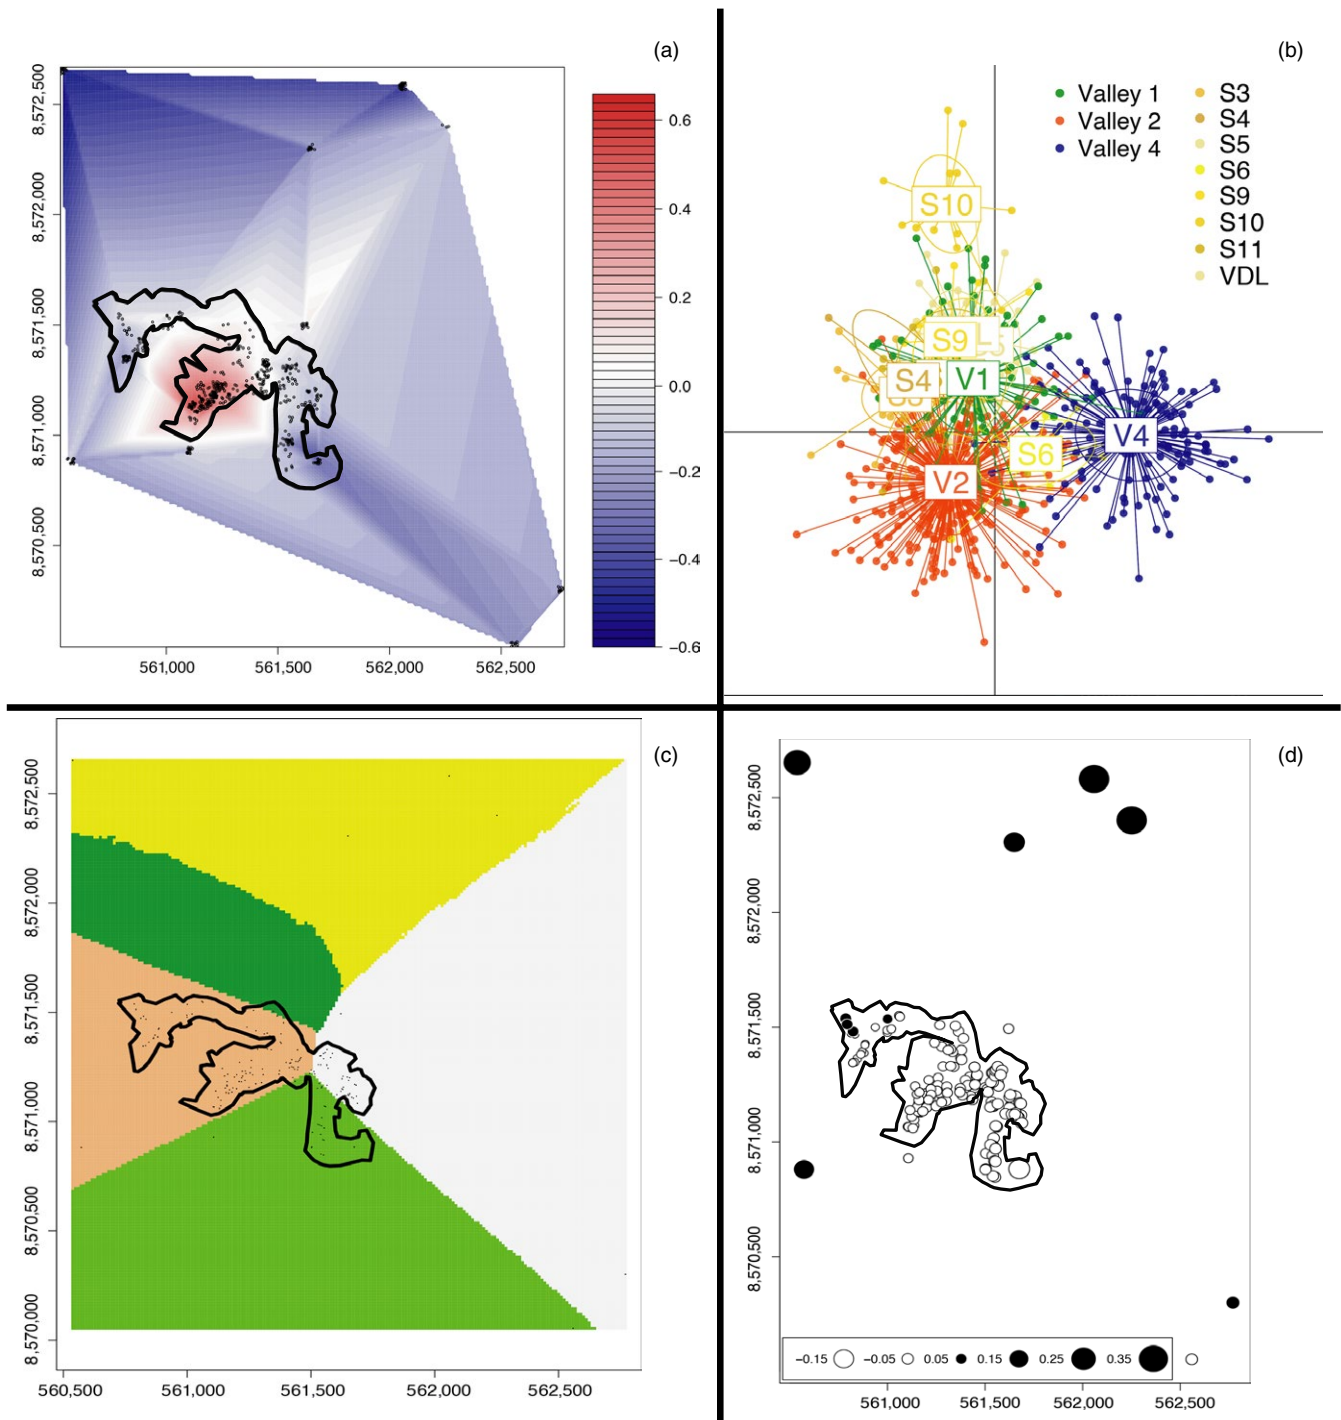 (a)
8,572,500
8,572,000
8,571,500
8,571,000
8,570,500
561,000
561,500
562,000
562,500
0.6
0.4
0.2
0.0
−0.2
−0.4
−0.6
(b)
Valley 1
Valley 2
Valley 4
S3
S4
S5
S6
S9
S10
S11
VDL
S10
S9
S4
V1
V4
S6
V2
(c)
8,572,500
8,572,000
8,571,500
8,571,000
8,570,500
8,570,000
560,500
561,000
561,500
562,000
562,500
(d)
8,572,500
8,572,000
8,571,500
8,571,000
8,570,500
−0.15 −0.05 0.05 0.15 0.25 0.35
561,000
561,500
562,000
562,500